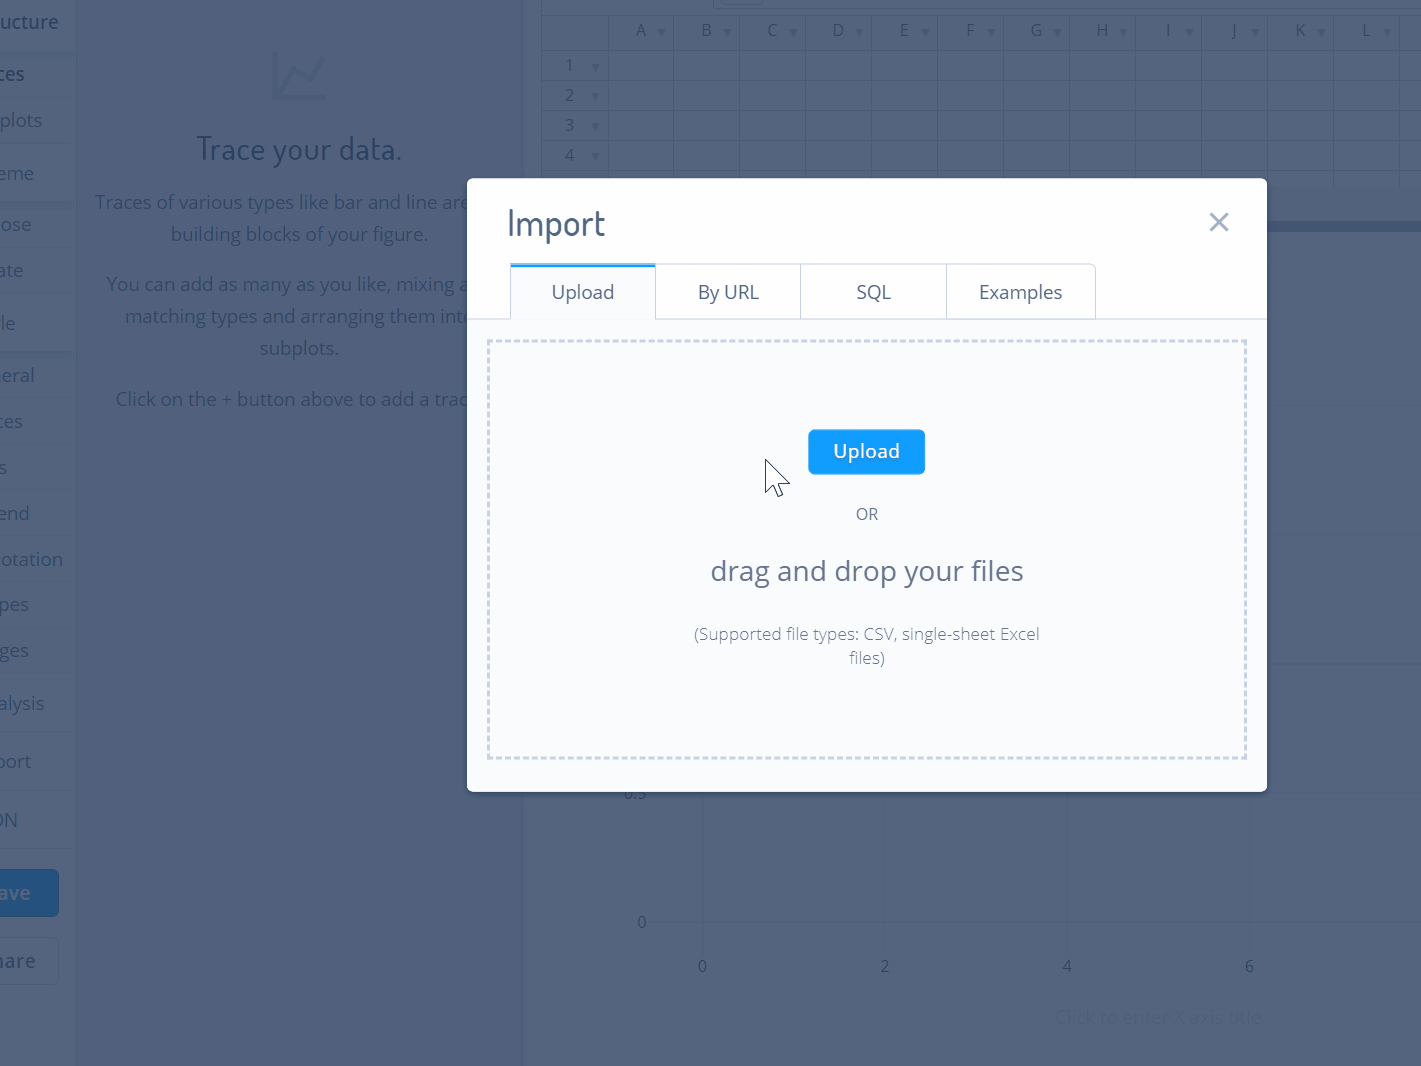 ucture
ces
plots
eme
ose
ate
le
eral
ces
s
end
otation
pes
ges
alysis
port
ON
ave
hare
Trace your data.
Traces of various types like bar and line are
building blocks of your figure.
You can add as many as you like, mixing a
matching types and arranging them into
subplots.
Click on the + button above to add a trac
A B C D E F G H I J K L
1
2
3
4
Import
Upload By URL SQL Examples
Upload
OR
drag and drop your files
(Supported file types: CSV, single-sheet Excel
files)
0.5
0
0 2 4 6
Click to enter X axis title